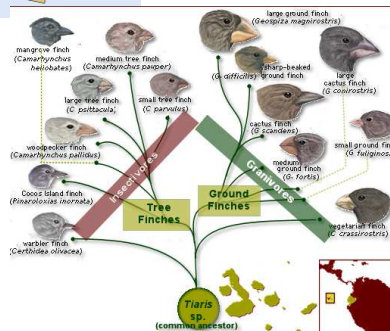 large ground finch
(Geospiza magnirostris)
mangrove finch
(Camarhynchus
heliobates)
medium tree finch
(Camarhynchus pauper)
(G. difficilis)
sharp-beaked
ground finch
large
cactus finch
(G conirostris)
large tree finch
(C psittacula)
small tree finch
(C parvulus)
cactus finch
(G scandens)
woodpecker finch
(Camarhynchus pallidus)
small ground fin
(G fuliginos
medium
ground finch
(G- fortis)
Insectivores
Granivores
Cocos Island finch
(Pinaroloxias inornata)
Tree
Finches
Ground
Finches
vegetarian finch
(C crassirostris)
warbler finch
(Certhidea olivacea)
Tiaris
sp.
(common ancestor)